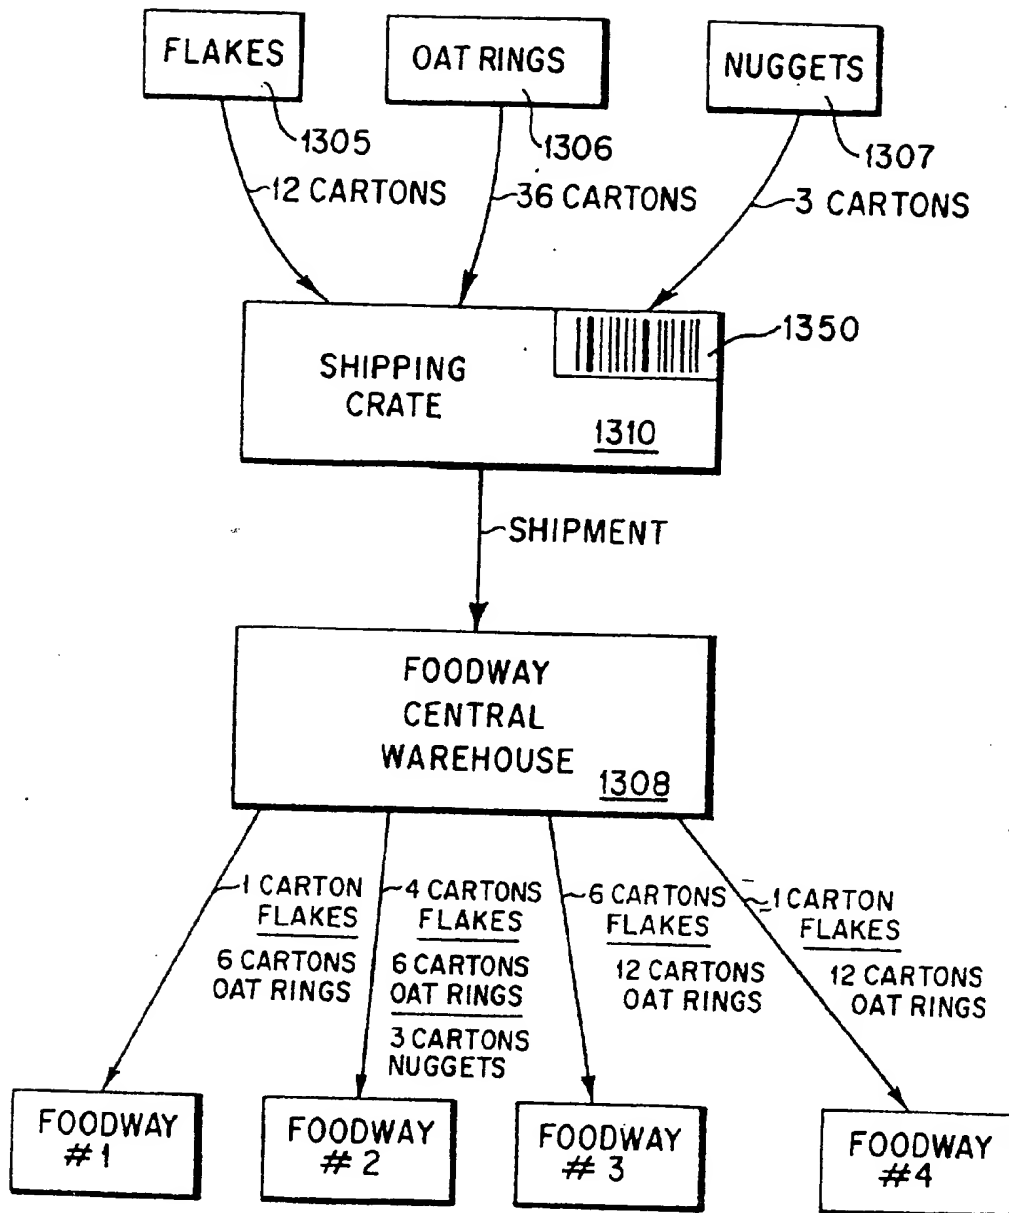 FLAKES
OAT RINGS
NUGGETS
1305
1306
1307
12 CARTONS
36 CARTONS
3 CARTONS
1350
SHIPPING
CRATE
1310
SHIPMENT
FOODWAY
CENTRAL
WAREHOUSE
1308
1 CARTON
FLAKES
6 CARTONS
OAT RINGS
4 CARTONS
FLAKES
6 CARTONS
OAT RINGS
3 CARTONS
NUGGETS
6 CARTONS
FLAKES
12 CARTONS
OAT RINGS
1 CARTON
FLAKES
12 CARTONS
OAT RINGS
FOODWAY
#1
FOODWAY
#2
FOODWAY
#3
FOODWAY
#4